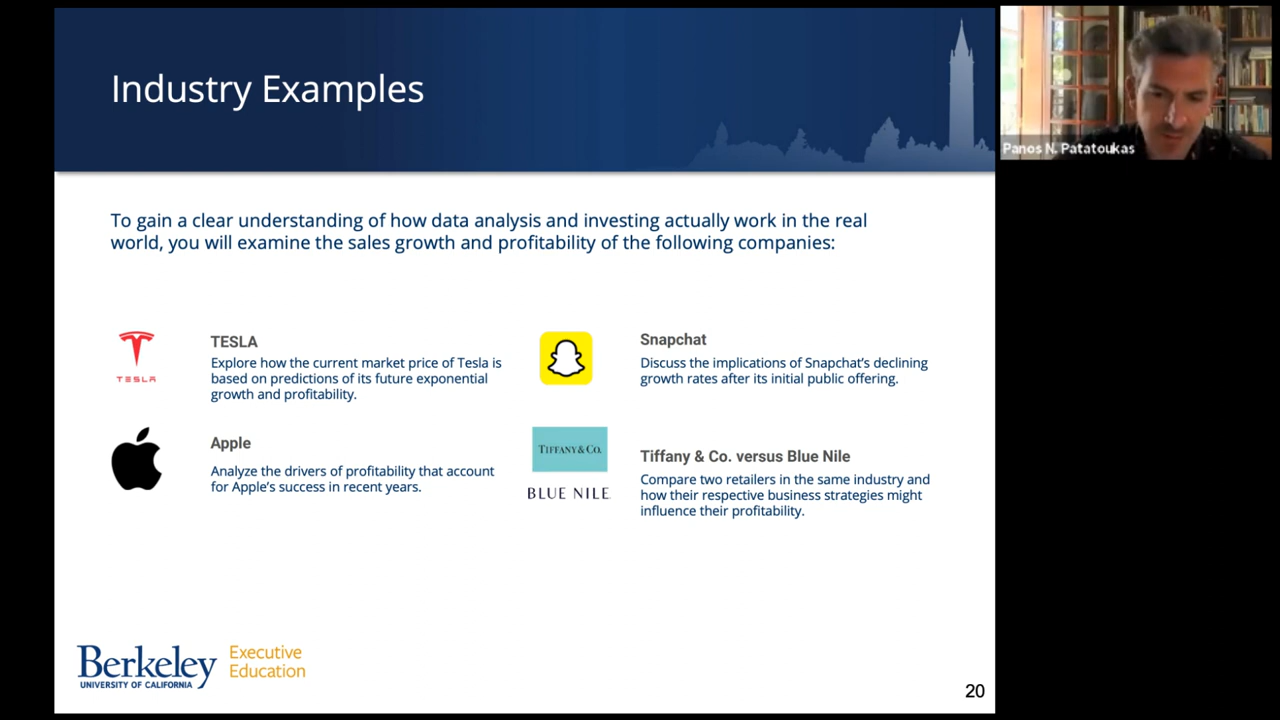 Industry Examples
Panos N. Patatoukas
To gain a clear understanding of how data analysis and investing actually work in the real
world, you will examine the sales growth and profitability of the following companies:
TESLA
TESLA
Explore how the current market price of Tesla is
based on predictions of its future exponential
growth and profitability.
Snapchat
Discuss the implications of Snapchat's declining
growth rates after its initial public offering.
Apple
Analyze the drivers of profitability that account
for Apple's success in recent years.
TIFFANY & CO.
BLUE NILE
Tiffany & Co. versus Blue Nile
Compare two retailers in the same industry and
how their respective business strategies might
influence their profitability.
Berkeley
UNIVERSITY OF CALIFORNIA
Executive
Education
20